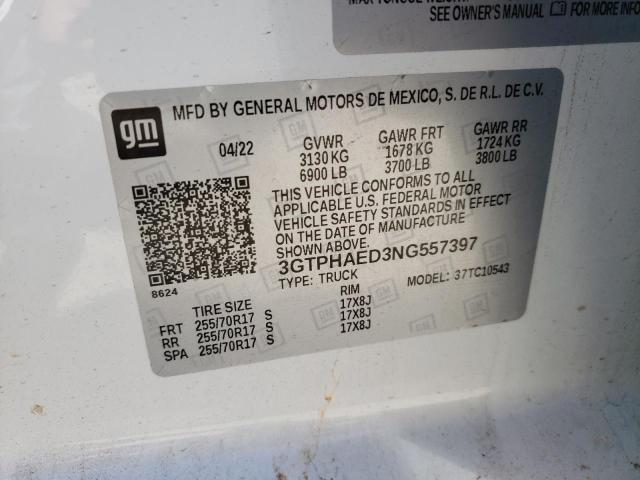 SEE OWNER'S MANUAL FOR MORE INFO
gm
MFD BY GENERAL MOTORS DE MEXICO, S. DE R.L. DE C.V.
04/22 GVWR GAWR FRT GAWR RR
3130 KG 1678 KG 1724 KG
6900 LB 3700 LB 3800 LB
THIS VEHICLE CONFORMS TO ALL
APPLICABLE U.S. FEDERAL MOTOR
VEHICLE SAFETY STANDARDS IN
EFFECT ON THE DATE OF MANUFACTURE
SHOWN ABOVE.
3GTPHAED3NG557397
TYPE: TRUCK MODEL: 37TC10543
8624
TIRE SIZE RIM
FRT 255/70R17 S 17X8J
RR 255/70R17 S 17X8J
SPA 255/70R17 S 17X8J